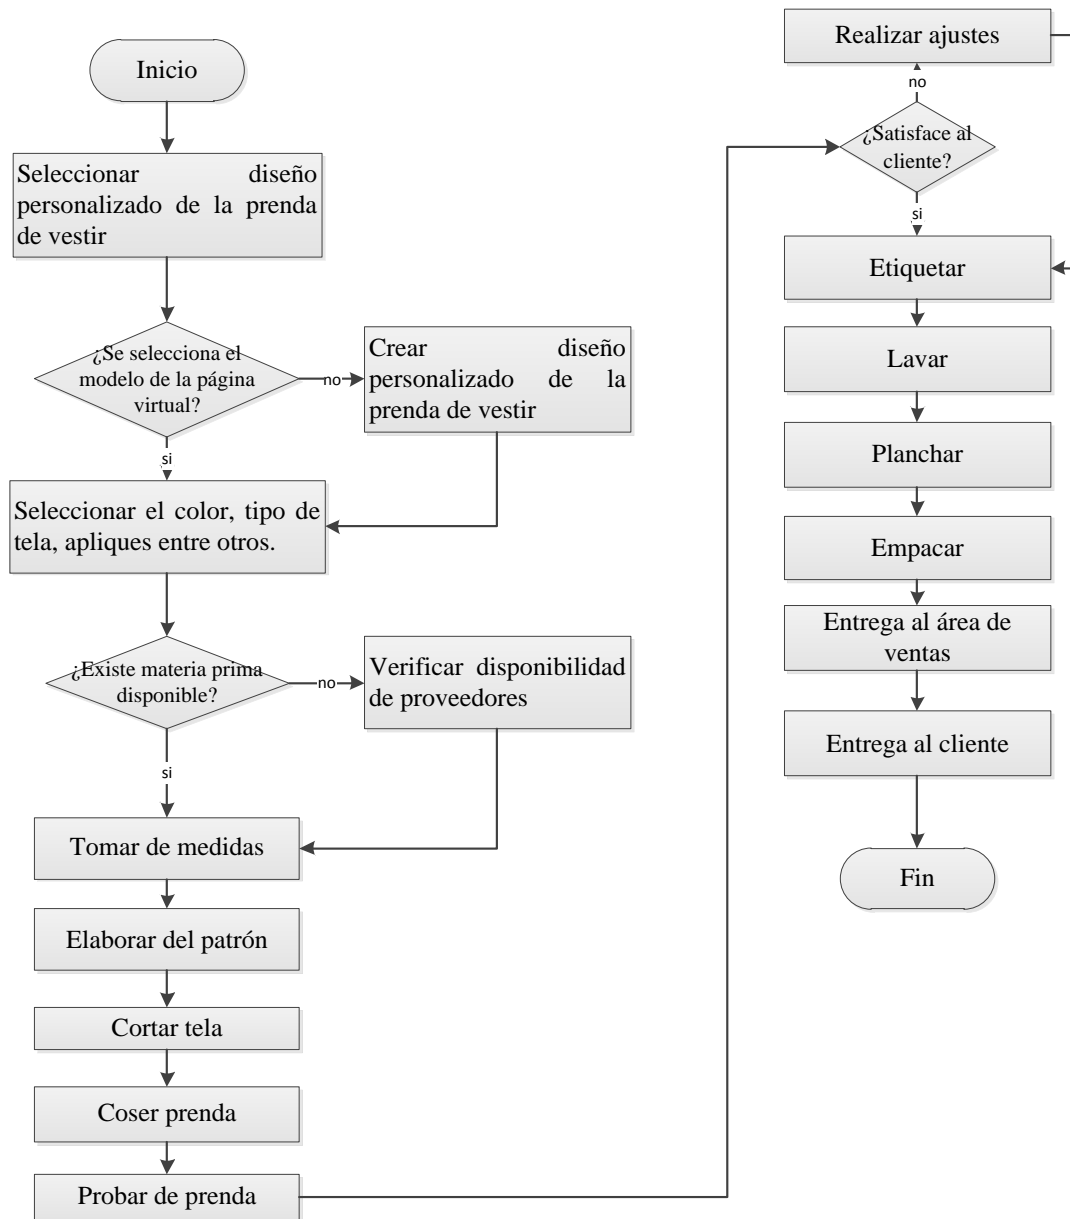 Inicio
Seleccionar diseño
personalizado de la prenda
de vestir
¿Se selecciona el
modelo de la página
virtual?
no
Crear diseño
personalizado de la
prenda de vestir
si
Seleccionar el color, tipo de
tela, apliques entre otros.
¿Existe materia prima
disponible?
no
Verificar disponibilidad
de proveedores
si
Tomar de medidas
Elaborar del patrón
Cortar tela
Coser prenda
Probar de prenda
Realizar ajustes
no
¿Satisface al
cliente?
si
Etiquetar
Lavar
Planchar
Empacar
Entrega al área de
ventas
Entrega al cliente
Fin